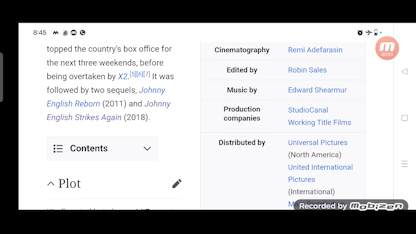 8:45
topped the country's box office for
the next three weekends, before
being overtaken by X2.[5][6][7] It was
followed by two sequels, Johnny
English Reborn (2011) and Johnny
English Strikes Again (2018).
Contents
Plot
Cinematography Remi Adefarasin
Edited by Robin Sales
Music by Edward Shearmur
Production StudioCanal
companies Working Title Films
Distributed by Universal Pictures
(North America)
United International
Pictures
(International)
Recorded by MOBIZEN